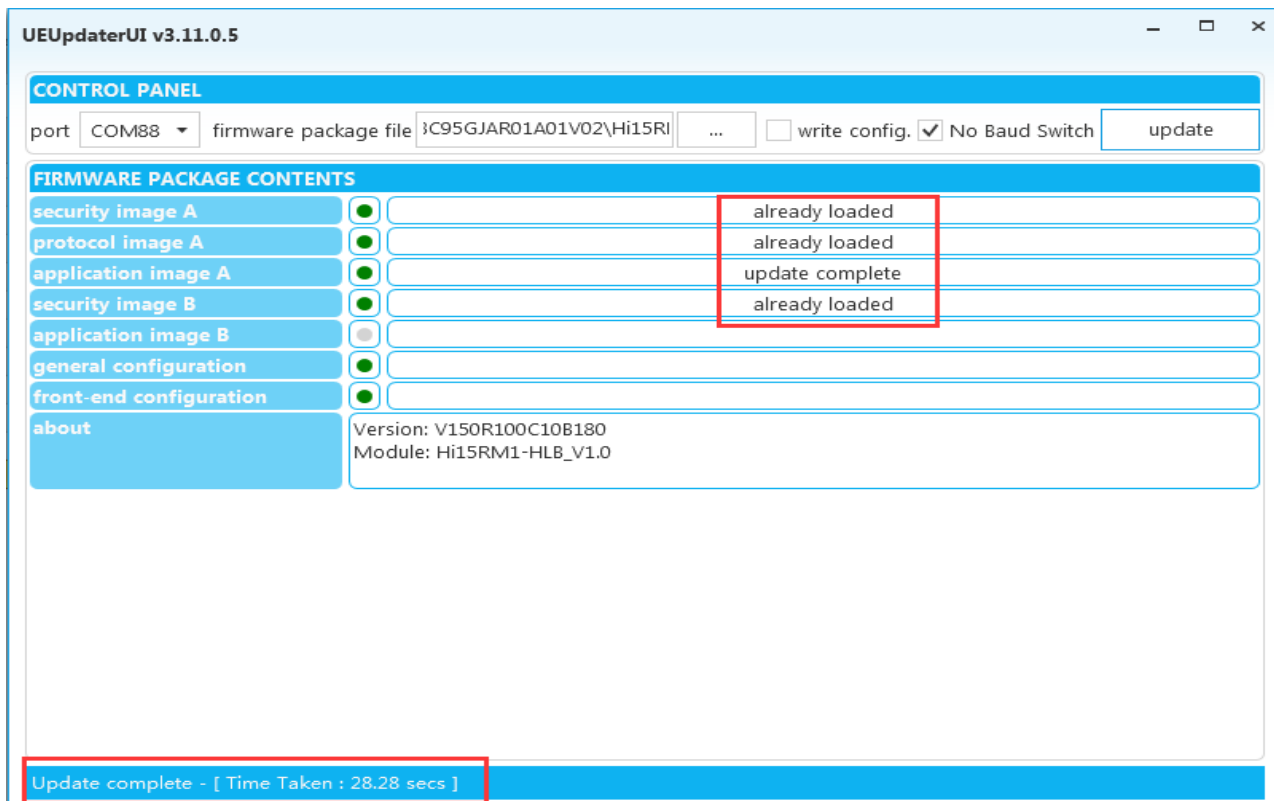 UEUpdaterUI v3.11.0.5
CONTROL PANEL
port COM88 firmware package file 3C95GJAR01A01V02\Hi15RI ... write config. No Baud Switch update
FIRMWARE PACKAGE CONTENTS
security image A already loaded
protocol image A already loaded
application image A update complete
security image B already loaded
application image B
general configuration
front-end configuration
about Version: V150R100C10B180
Module: Hi15RM1-HLB_V1.0
Update complete - [ Time Taken : 28.28 secs ]